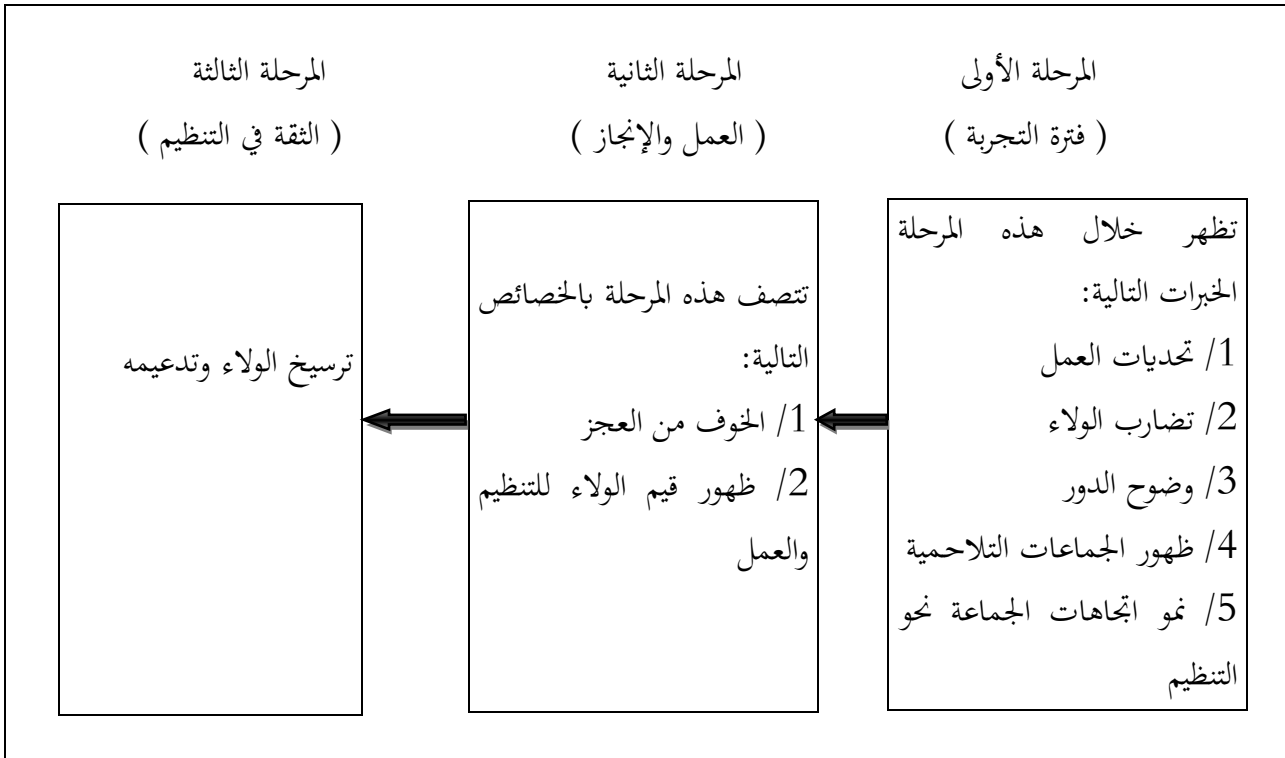 المرحلة الأولى
( فترة التجربة )
تظهر خلال هذه المرحلة
الخبرات التالية:
1/ تحديات العمل
2/ تضارب الولاء
3/ وضوح الدور
4/ ظهور الجماعات التلاحمية
5/ نمو اتجاهات الجماعة نحو
التنظيم
المرحلة الثانية
( العمل والإنجاز )
تتصف هذه المرحلة بالخصائص
التالية:
1/ الخوف من العجز
2/ ظهور قيم الولاء للتنظيم
والعمل
المرحلة الثالثة
( الثقة في التنظيم )
ترسيخ الولاء وتدعيمه